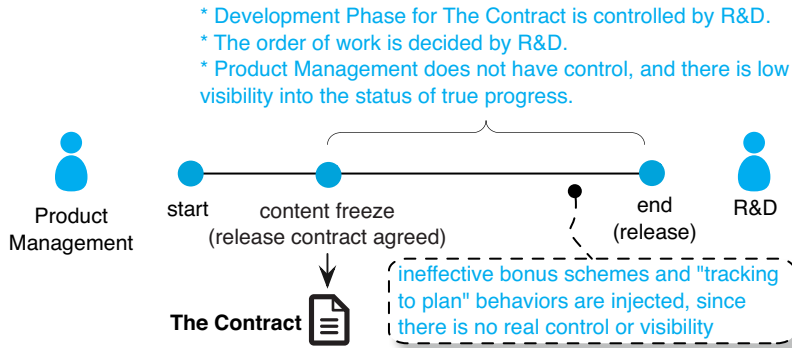 * Development Phase for The Contract is controlled by R&D.
* The order of work is decided by R&D.
* Product Management does not have control, and there is low
visibility into the status of true progress.
Product
Management
start
content freeze
(release contract agreed)
end
(release)
R&D
The Contract
ineffective bonus schemes and "tracking
to plan" behaviors are injected, since
there is no real control or visibility